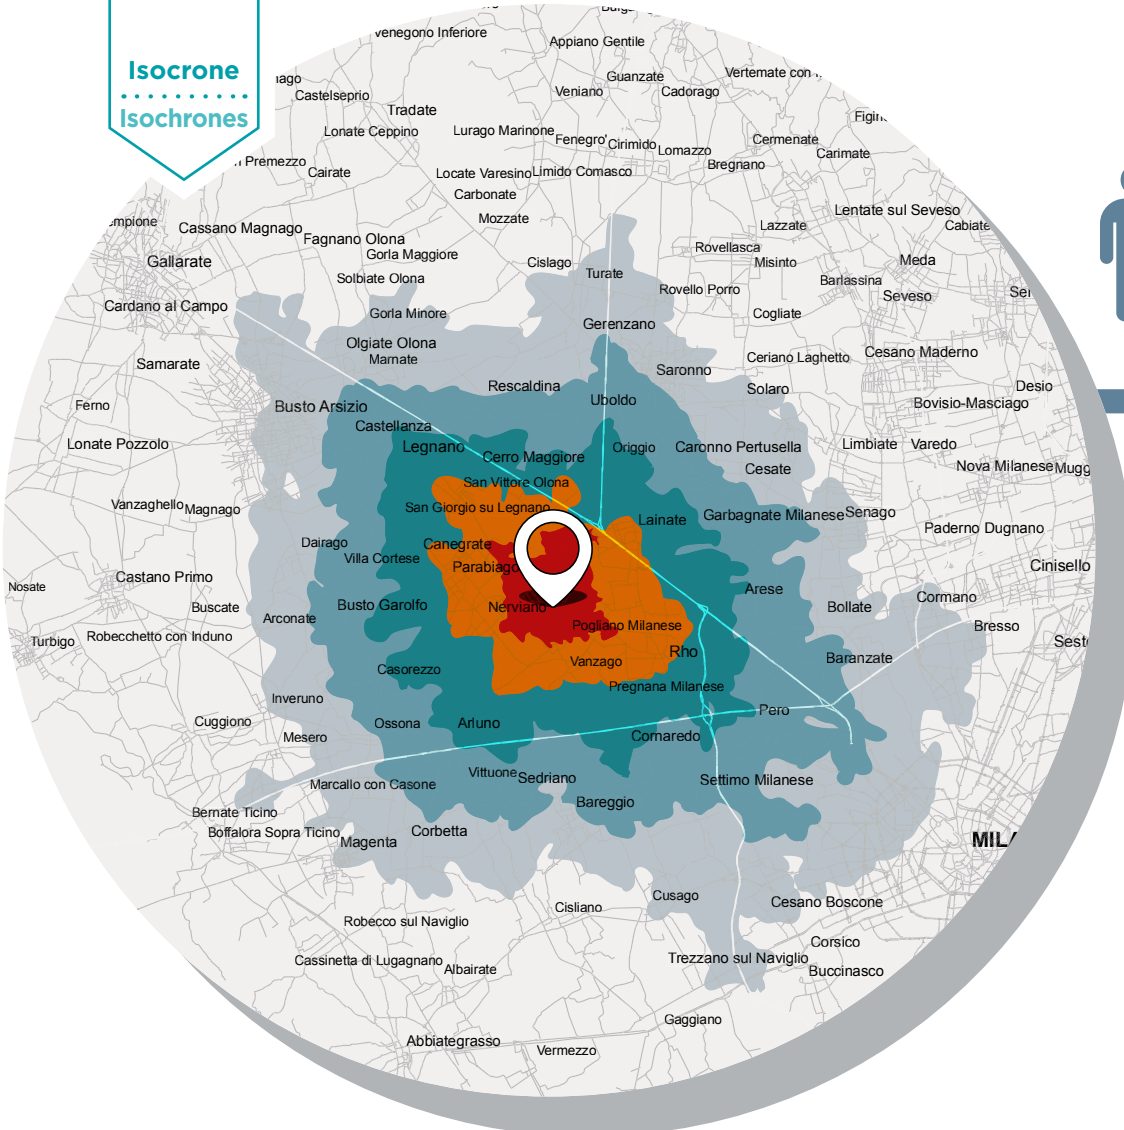 Isocrone
Isochrones
Venegono Inferiore
Appiano Gentile
Guanzate
Vertemate con
Castelseprio
Veniano
Cadorago
Tradate
Lonate Ceppino
Lurago Marinone
Fenegro'
Cirimido
Lomazzo
Cermenate
Carimate
Bregnano
Premezzo
Cairate
Locate Varesino
Limido Comasco
Carbonate
Mozzate
Lentate sul Seveso
Cabiate
Lazzate
Cassano Magnago
Fagnano Olona
Gorla Maggiore
Rovellasca
Misinto
Meda
Gallarate
Cislago
Turate
Solbiate Olona
Rovello Porro
Barlassina
Seveso
Cardano al Campo
Gorla Minore
Gerenzano
Cogliate
Olgiate Olona
Marnate
Ceriano Laghetto
Cesano Maderno
Samarate
Saronno
Rescaldina
Solaro
Desio
Ferno
Busto Arsizio
Uboldo
Bovisio-Masciago
Castellanza
Lonate Pozzolo
Legnano
Cerro Maggiore
Origgio
Caronno Pertusella
Limbiate
Varedo
Cesate
Nova Milanese
San Vittore Olona
Vanzaghello
Magnago
San Giorgio su Legnano
Lainate
Garbagnate Milanese
Senago
Paderno Dugnano
Dairago
Canegrate
Villa Cortese
Parabiago
Cinisello
Nosate
Castano Primo
Arese
Buscate
Busto Garolfo
Nerviano
Bollate
Cormano
Arconate
Pogliano Milanese
Bresso
Turbigo
Robecchetto con Induno
Rho
Baranzate
Vanzago
Casorezzo
Pregnana Milanese
Inveruno
Cuggiono
Ossona
Arluno
Pero
Mesero
Cornaredo
Vittuone
Sedriano
Settimo Milanese
Marcallo con Casone
Bareggio
Bernate Ticino
Boffalora Sopra Ticino
Corbetta
Magenta
Cusago
Cesano Boscone
Cisliano
Robecco sul Naviglio
Corsico
Cassinetta di Lugagnano
Albairate
Trezzano sul Naviglio
Buccinasco
Gaggiano
Abbiategrasso
Vermezzo